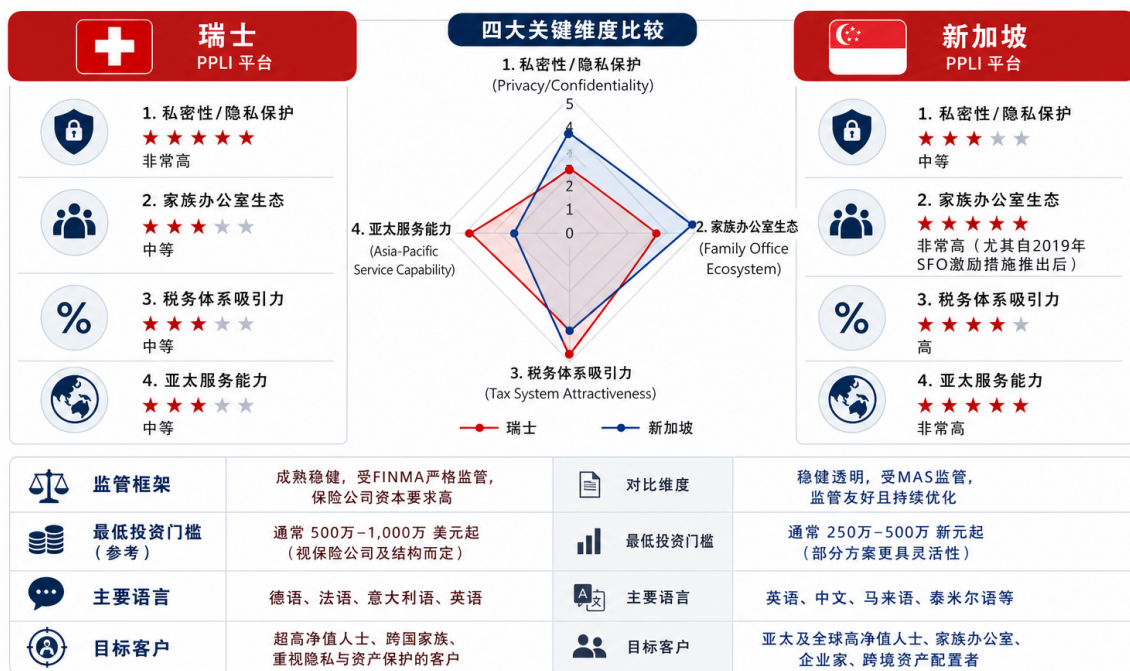 瑞士
PPLI 平台
1. 私密性/隐私保护
★★★★★
非常高
2. 家族办公室生态
★★★★★
中等
3. 税务体系吸引力
★★★★★
中等
4. 亚太服务能力
★★★★★
中等
四大关键维度比较
1. 私密性/隐私保护
(Privacy/Confidentiality)
5
4
3
2
1
0
2. 家族办公室生态
(Family Office
Ecosystem)
4. 亚太服务能力
(Asia-Pacific
Service Capability)
3. 税务体系吸引力
(Tax System Attractiveness)
瑞士
新加坡
新加坡
PPLI 平台
1. 私密性/隐私保护
★★★★★
中等
2. 家族办公室生态
★★★★★
非常高（尤其自2019年
SFO激励措施推出后）
3. 税务体系吸引力
★★★★★
高
4. 亚太服务能力
★★★★★
非常高
监管框架
成熟稳健，受FINMA严格监管，
保险公司资本要求高
对比维度
稳健透明，受MAS监管，
监管友好且持续优化
最低投资门槛
（参考）
通常 500万–1,000万 美元起
（视保险公司及结构而定）
最低投资门槛
通常 250万–500万 新元起
（部分方案更具灵活性）
主要语言
德语、法语、意大利语、英语
A文
主要语言
英语、中文、马来语、泰米尔语等
目标客户
超高净值人士、跨国家族、
重视隐私与资产保护的客户
目标客户
亚太及全球高净值人士、家族办公室、
企业家、跨境资产配置者